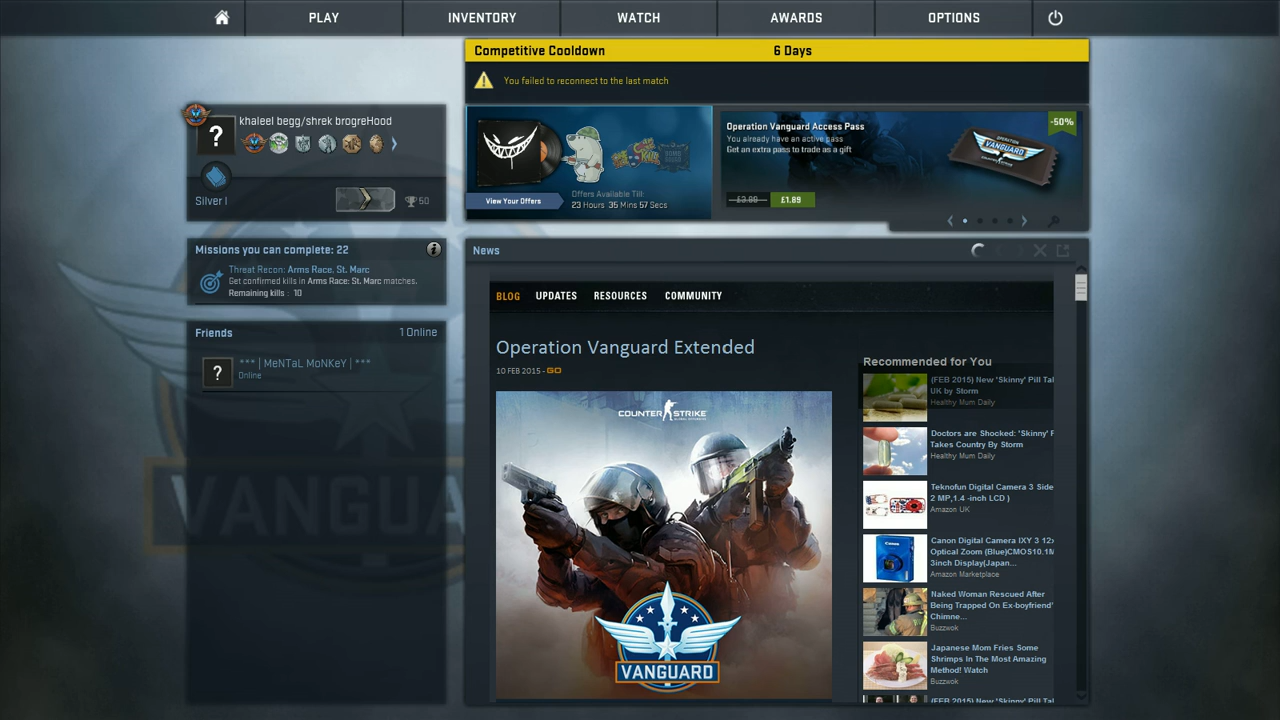 PLAY
INVENTORY
WATCH
AWARDS
OPTIONS
Competitive Cooldown
6 Days
You failed to reconnect to the last match
khaleel begg/shrek brogreHood
?
Silver I
50
View Your Offers
Offers Available Till:
23 Hours 35 Mins 57 Secs
Operation Vanguard Access Pass
You already have an active pass
Get an extra pass to trade as a gift
-50%
OPERATION
VANGUARD
£1.89
Missions you can complete: 22
Threat Recon: Arms Race, St. Marc
Get confirmed kills in Arms Race: St. Marc matches.
Remaining kills : 10
Friends
1 Online
?
*** | MeNTaL MoNKeY | ***
Online
VANGUA
News
BLOG
UPDATES
RESOURCES
COMMUNITY
Operation Vanguard Extended
10 FEB 2015 - GO
COUNTER STRIKE
VANGUARD
Recommended for You
(FEB 2015) New 'Skinny' Pill Tal
UK by Storm
Healthy Mum Daily
Doctors are Shocked: 'Skinny' F
Takes Country By Storm
Healthy Mum Daily
Teknofun Digital Camera 3 Side
2 MP,1.4 -inch LCD )
Amazon UK
Canon Digital Camera IXY 3 12x
Optical Zoom (Blue)CMOS10.1M
3inch Display(Japan...
Amazon Marketplace
Naked Woman Rescued After
Being Trapped On Ex-boyfriend'
Chimne...
Buzzwok
Japanese Mom Fries Some
Shrimps In The Most Amazing
Method! Watch
Buzzwok
(FEB 2015) New 'Skinny' Pill Tal